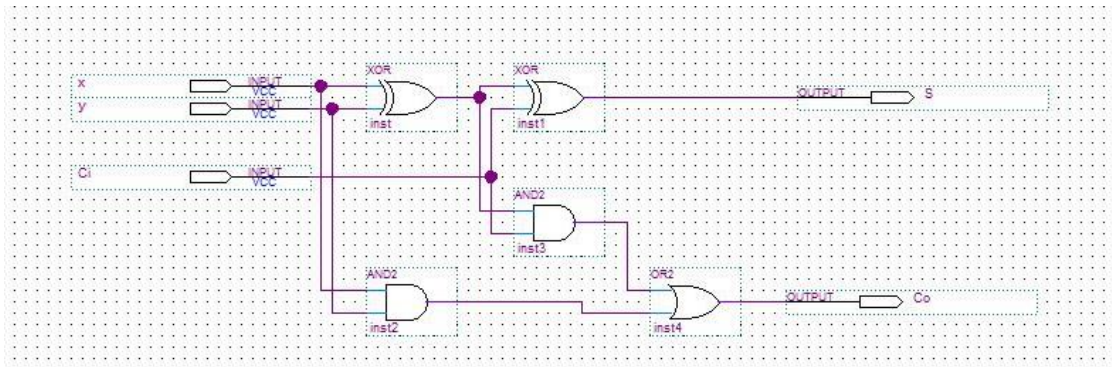 XOR
XOR
x
INPUT
VCC
y
INPUT
VCC
OUTPUT
S
inst
inst1
Ci
INPUT
VCC
AND2
inst3
AND2
OR2
OUTPUT
Co
inst2
inst4